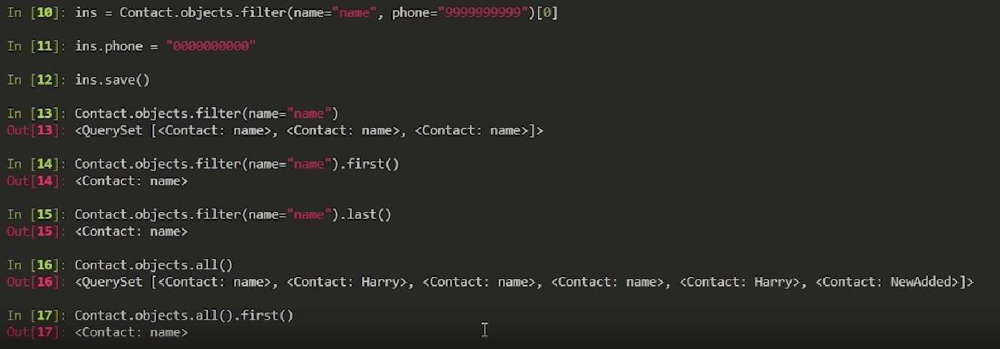 In [10]: ins = Contact.objects.filter(name="name", phone="9999999999")[0]
In [11]: ins.phone = "0000000000"
In [12]: ins.save()
In [13]: Contact.objects.filter(name="name")
Out[13]: <QuerySet [<Contact: name>, <Contact: name>, <Contact: name>]>
In [14]: Contact.objects.filter(name="name").first()
Out[14]: <Contact: name>
In [15]: Contact.objects.filter(name="name").last()
Out[15]: <Contact: name>
In [16]: Contact.objects.all()
Out[16]: <QuerySet [<Contact: name>, <Contact: Harry>, <Contact: name>, <Contact: name>, <Contact: Harry>, <Contact: NewAdded>]>
In [17]: Contact.objects.all().first()
Out[17]: <Contact: name>